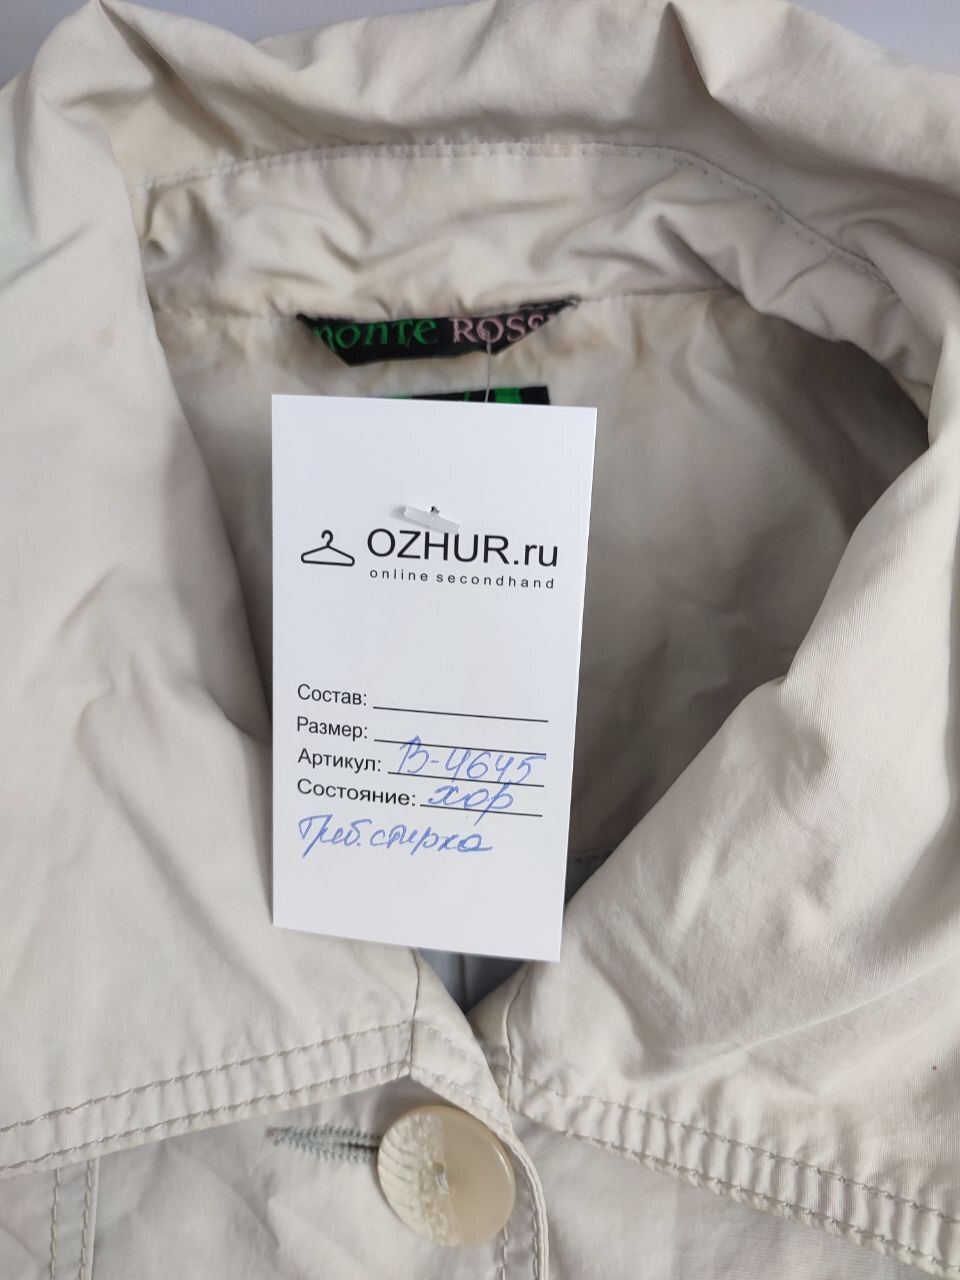 monte ROSS
OZHUR.ru
online secondhand
Состав:
Размер:
Артикул: В-4645
Состояние: хор
Треб. стирка